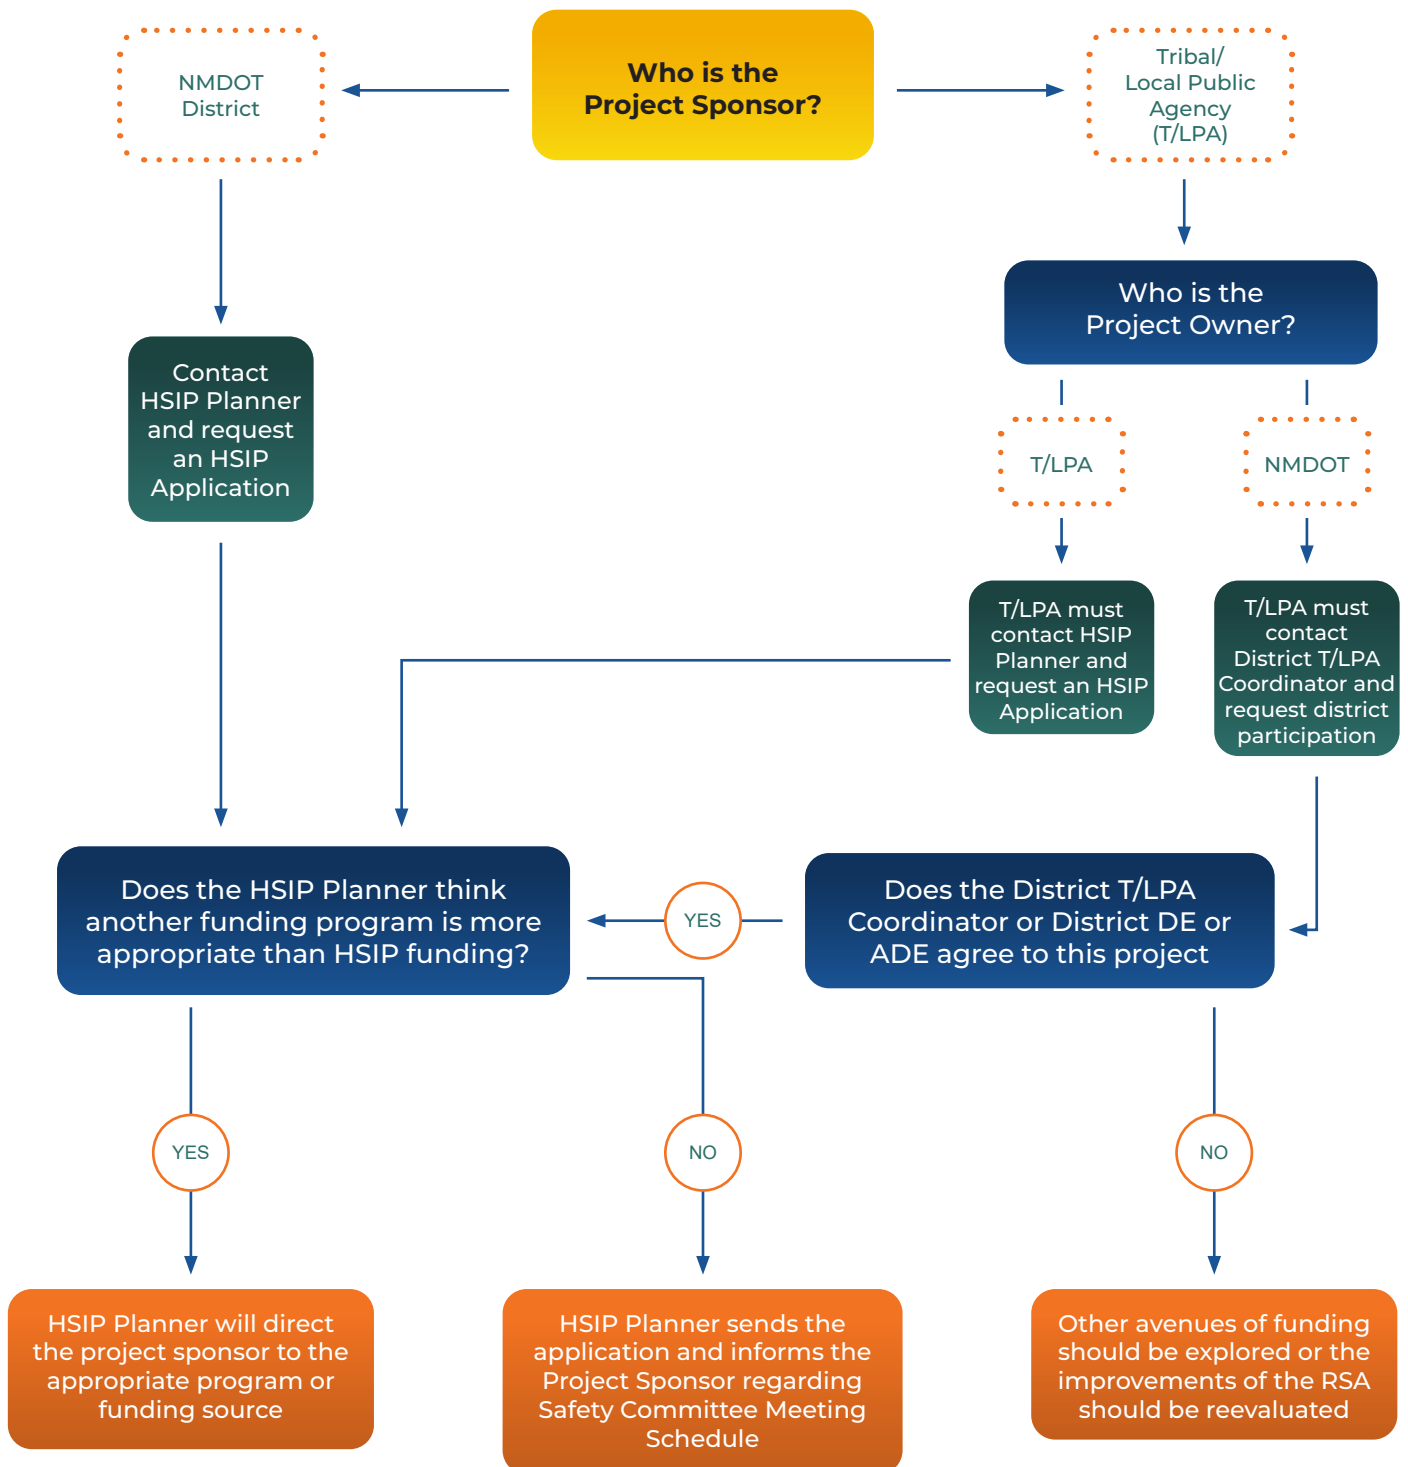 NMDOT
District
Who is the
Project Sponsor?
Tribal/
Local Public
Agency
(T/LPA)
Who is the
Project Owner?
Contact
HSIP Planner
and request
an HSIP
Application
T/LPA
NMDOT
T/LPA must
contact HSIP
Planner and
request an HSIP
Application
T/LPA must
contact
District T/LPA
Coordinator and
request district
participation
Does the HSIP Planner think
another funding program is more
appropriate than HSIP funding?
YES
Does the District T/LPA
Coordinator or District DE or
ADE agree to this project
YES
NO
NO
HSIP Planner will direct
the project sponsor to the
appropriate program or
funding source
HSIP Planner sends the
application and informs the
Project Sponsor regarding
Safety Committee Meeting
Schedule
Other avenues of funding
should be explored or the
improvements of the RSA
should be reevaluated